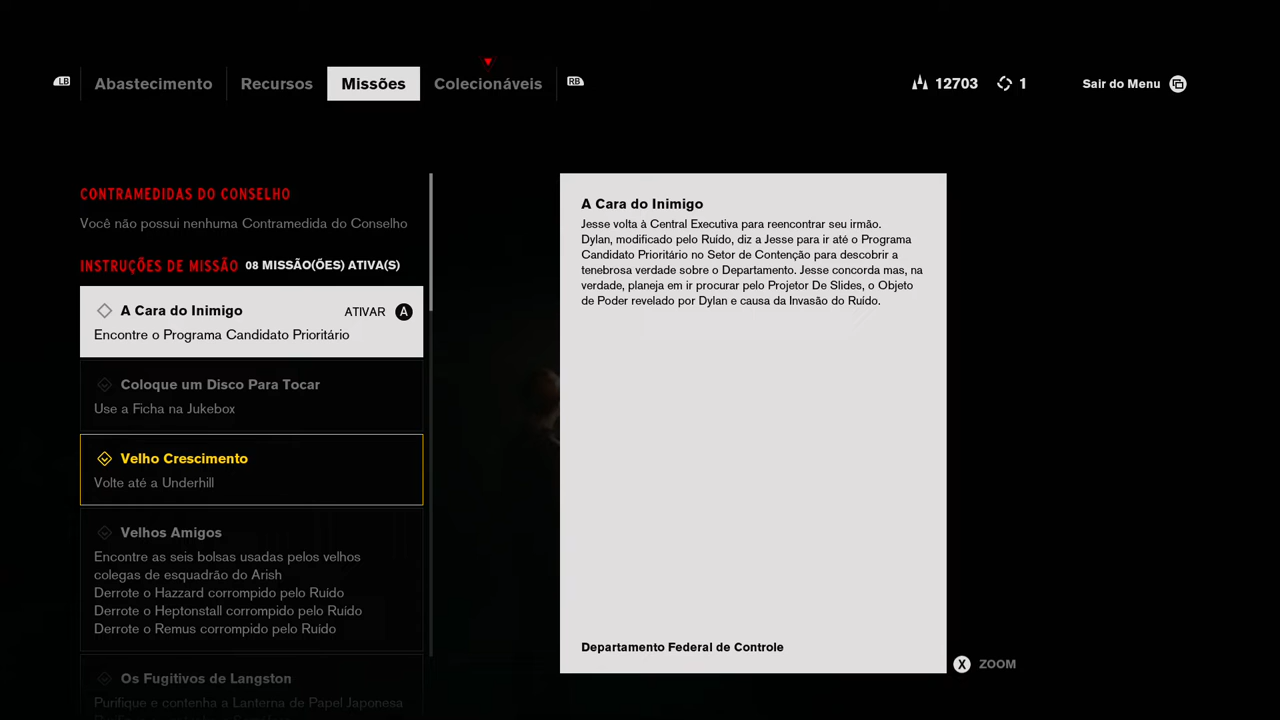 LB
Abastecimento
Recursos
Missões
Colecionáveis
RB
12703
1
Sair do Menu
CONTRAMEDIDAS DO CONSELHO
Você não possui nenhuma Contramedida do Conselho
INSTRUÇÕES DE MISSÃO 08 MISSÃO(ÕES) ATIVA(S)
A Cara do Inimigo ATIVAR A
Encontre o Programa Candidato Prioritário
Coloque um Disco Para Tocar
Use a Ficha na Jukebox
Velho Crescimento
Volte até a Underhill
Velhos Amigos
Encontre as seis bolsas usadas pelos velhos
colegas de esquadrão do Arish
Derrote o Hazzard corrompido pelo Ruído
Derrote o Heptonstall corrompido pelo Ruído
Derrote o Remus corrompido pelo Ruído
Os Fugitivos de Langston
Purifique e contenha a Lanterna de Papel Japonesa
A Cara do Inimigo
Jesse volta à Central Executiva para reencontrar seu irmão.
Dylan, modificado pelo Ruído, diz a Jesse para ir até o Programa
Candidato Prioritário no Setor de Contenção para descobrir a
tenebrosa verdade sobre o Departamento. Jesse concorda mas, na
verdade, planeja em ir procurar pelo Projetor De Slides, o Objeto
de Poder revelado por Dylan e causa da Invasão do Ruído.
Departamento Federal de Controle
X ZOOM